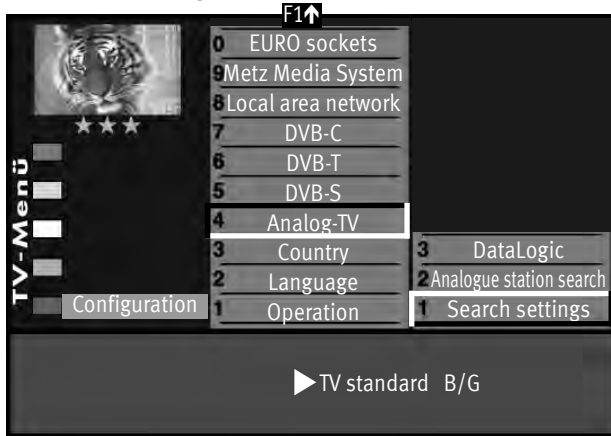 F1↑
0 EURO sockets
9 Metz Media System
8 Local area network
7 DVB-C
6 DVB-T
5 DVB-S
4 Analog-TV
3 Country
2 Language
1 Operation
TV-Menü
Configuration
3 DataLogic
2 Analogue station search
1 Search settings
▶ TV standard B/G